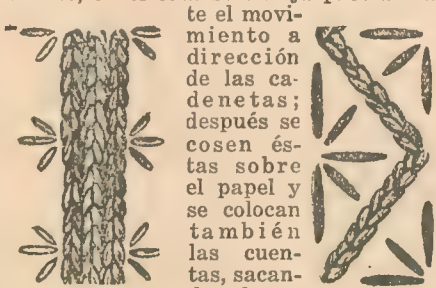 te el movi-
miento a
dirección
de las ca-
denetas;
después se
cosen és-
tas sobre
el papel y
se colocan
también
las cuen-
tas, sacan-